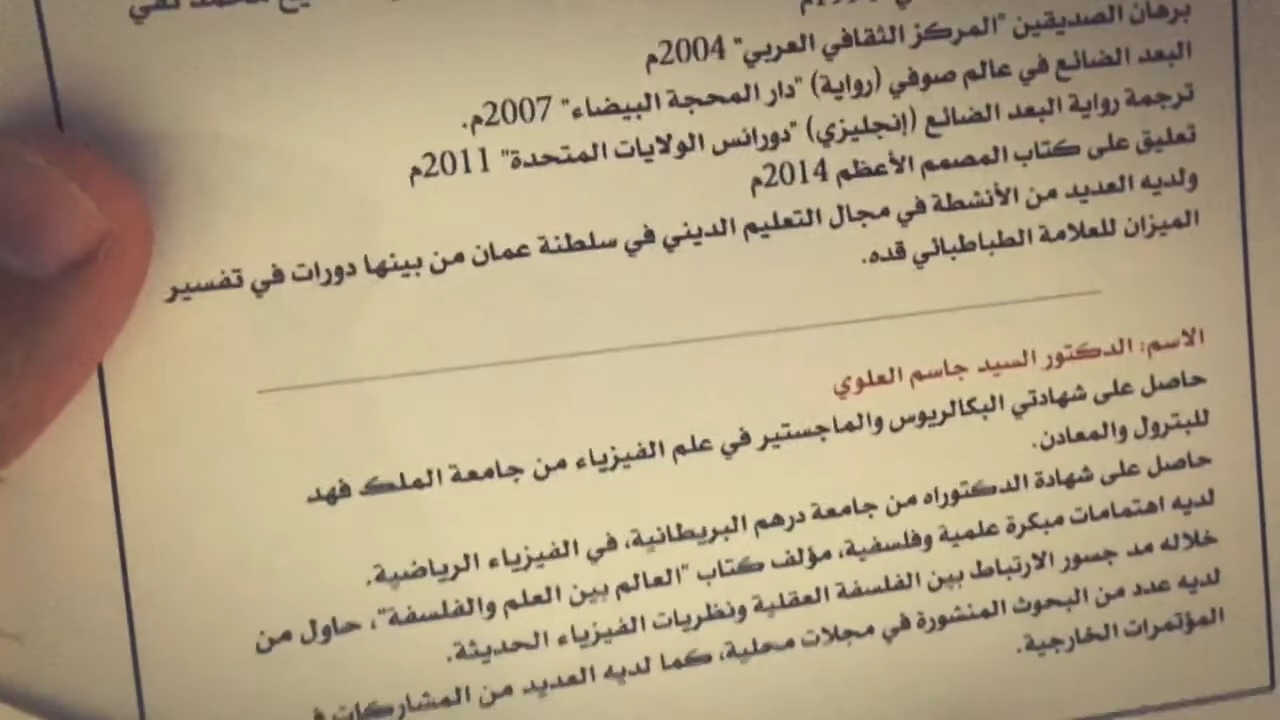 محمد تقي
برهان الصديقين "المركز الثقافي العربي" 2004م
البعد الضائع في عالم صوفي (رواية) "دار المحجة البيضاء" 2007م.
ترجمة رواية البعد الضائع (إنجليزي) "دورانس الولايات المتحدة" 2011م
تعليق على كتاب المصمم الأعظم 2014م
ولديه العديد من الأنشطة في مجال التعليم الديني في سلطنة عمان من بينها دورات في تفسير
الميزان للعلامة الطباطبائي قده.
الاسم: الدكتور السيد جاسم العلوي
حاصل على شهادتي البكالريوس والماجستير في علم الفيزياء من جامعة الملك فهد
للبترول والمعادن.
حاصل على شهادة الدكتوراه من جامعة درهم البريطانية، في الفيزياء الرياضية.
لديه اهتمامات مبكرة علمية وفلسفية، مؤلف كتاب "العالم بين العلم والفلسفة"، حاول من
خلاله مد جسور الارتباط بين الفلسفة العقلية ونظريات الفيزياء الحديثة.
لديه عدد من البحوث المنشورة في مجلات محلية، كما لديه العديد من المشاركات في
المؤتمرات الخارجية.